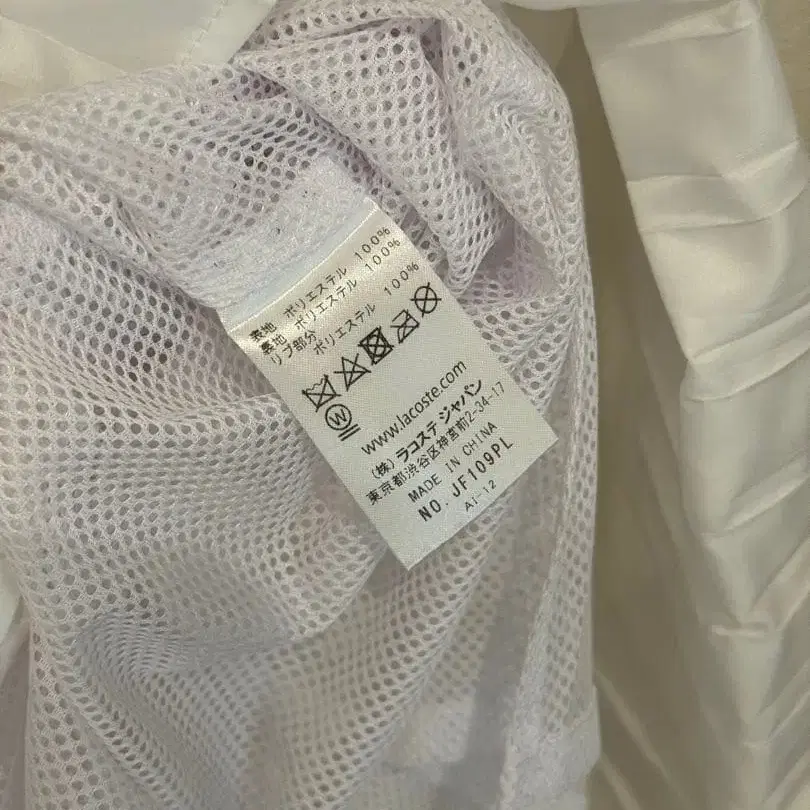 表地 ポリエステル 100%
裏地 ポリエステル 100%
リブ部分
ポリエステル 100%
W
www.lacoste.com
(株) ラコステ ジャパン
東京都渋谷区神宮前2-34-17
MADE IN CHINA
NO. JF109PL
AI-12